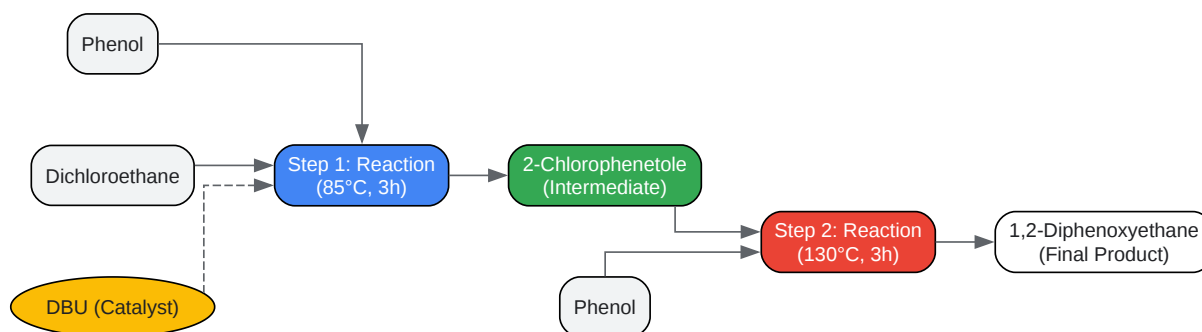 Phenol
Dichloroethane
Step 1: Reaction
(85°C, 3h)
2-Chlorophenetole
(Intermediate)
DBU (Catalyst)
Phenol
Step 2: Reaction
(130°C, 3h)
1,2-Diphenoxyethane
(Final Product)